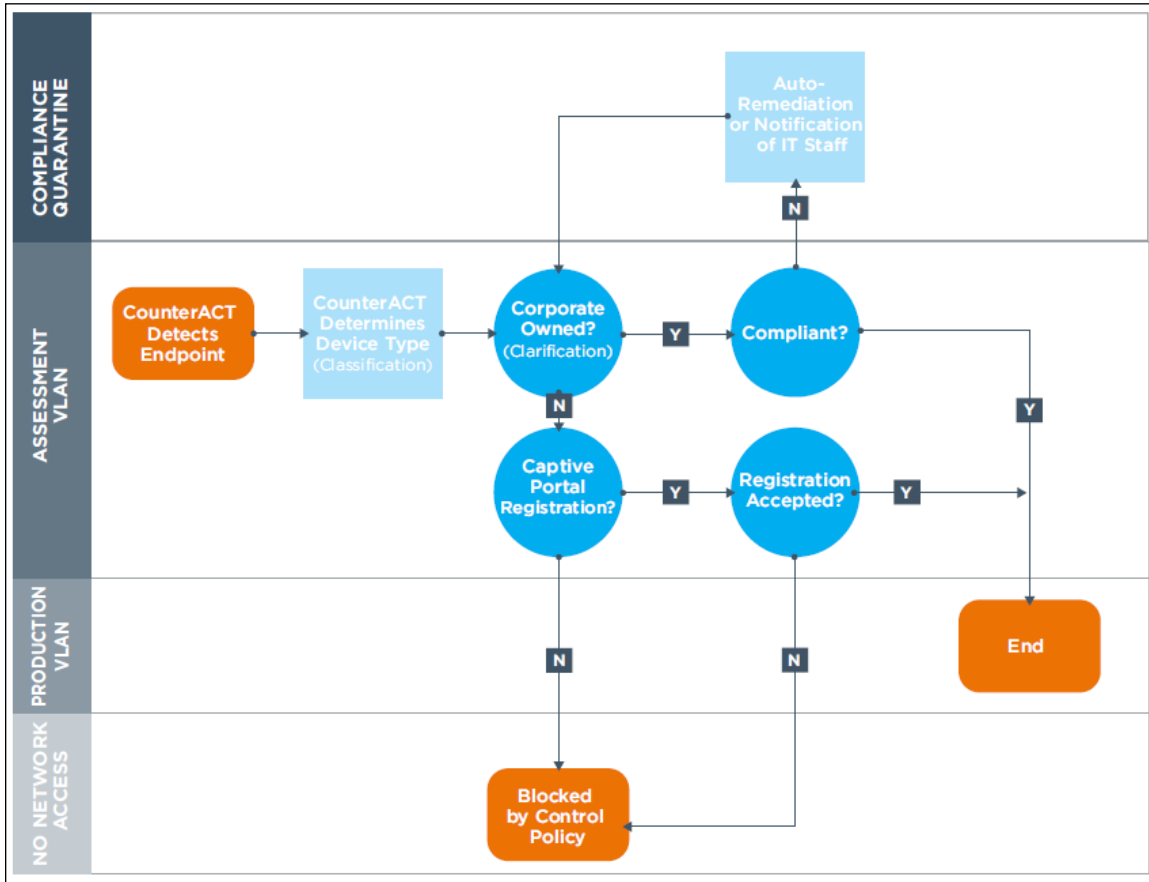 COMPLIANCE
QUARANTINE
Auto-
Remediation
or Notification
of IT Staff
N
ASSESSMENT
VLAN
CounterACT
Detects
Endpoint
CounterACT
Determines
Device Type
(Classification)
Corporate
Owned?
(Clarification)
Y
Compliant?
Y
N
Captive
Portal
Registration?
Y
Registration
Accepted?
Y
PRODUCTION
VLAN
N
N
End
NO NETWORK
ACCESS
Blocked
by Control
Policy